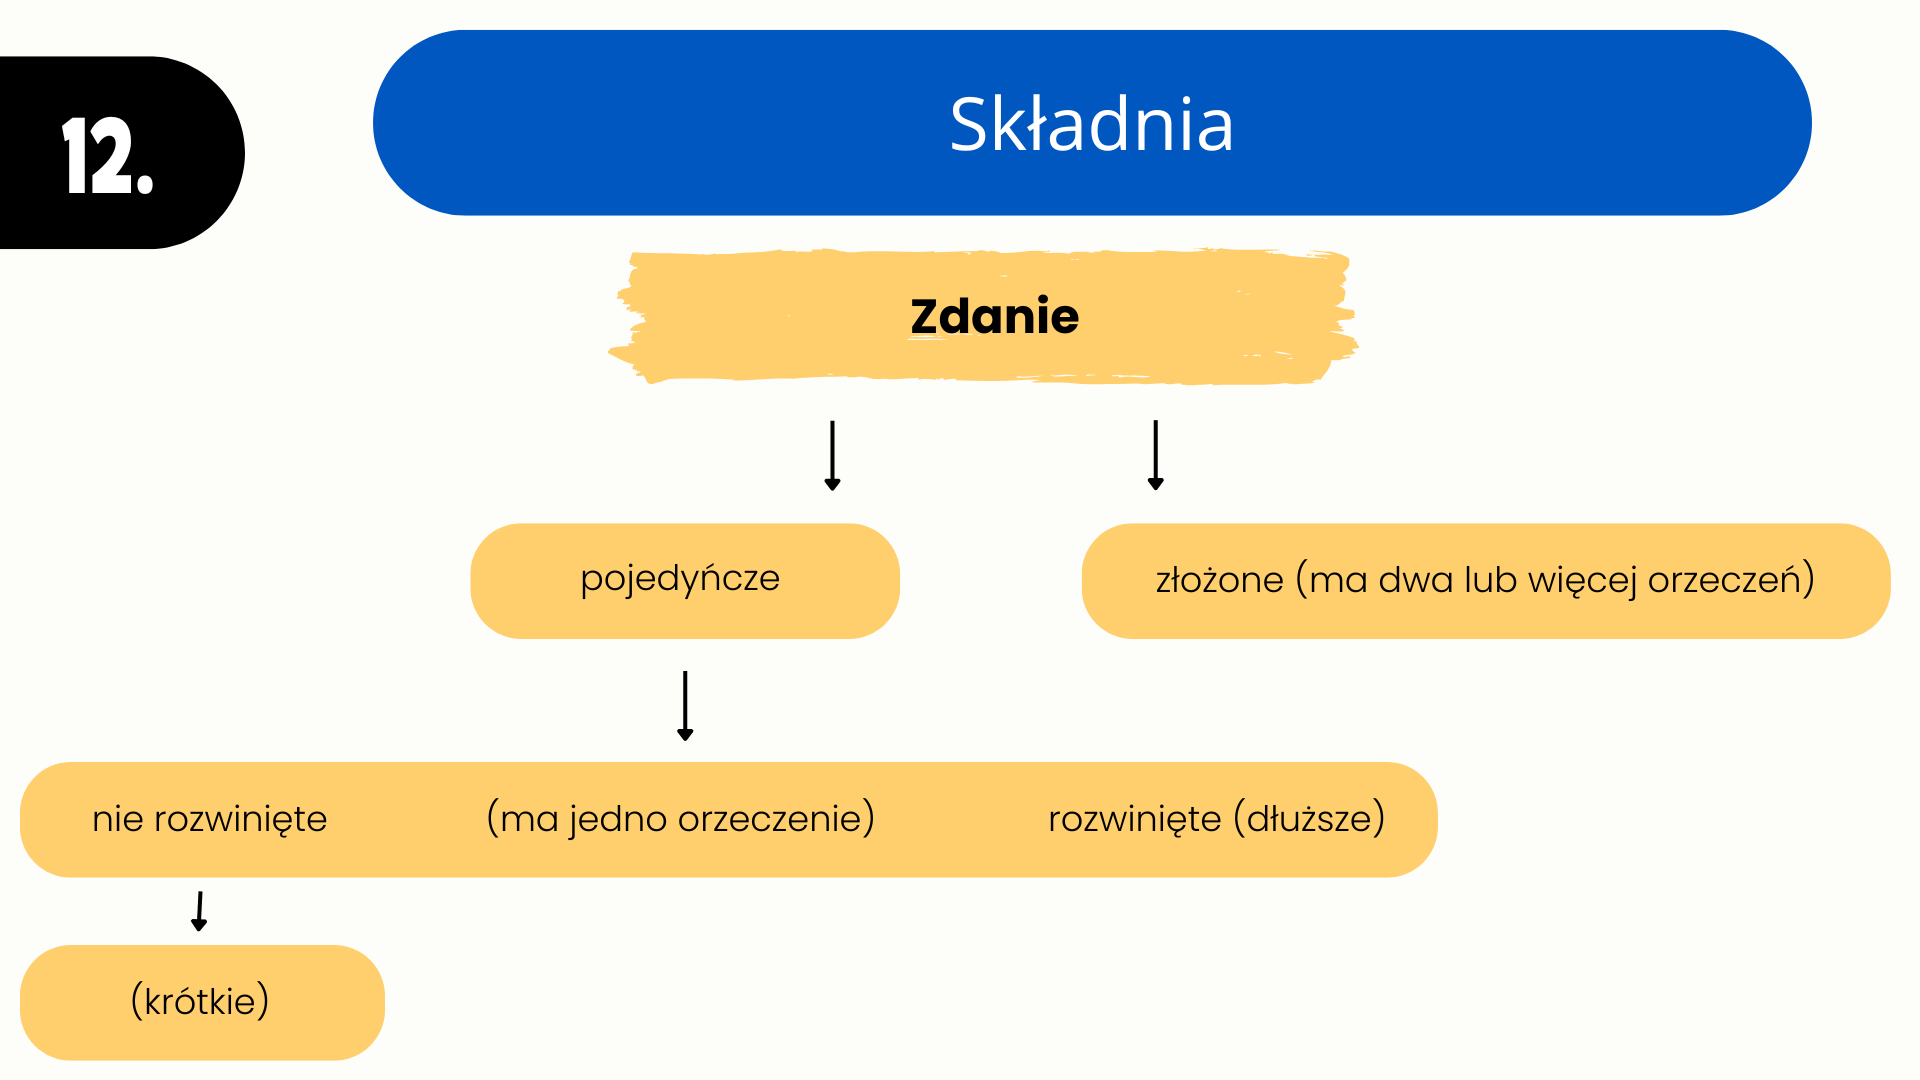 12.
Składnia
Zdanie
pojedyńcze
złożone (ma dwa lub więcej orzeczeń)
nie rozwinięte (ma jedno orzeczenie) rozwinięte (dłuższe)
(krótkie)